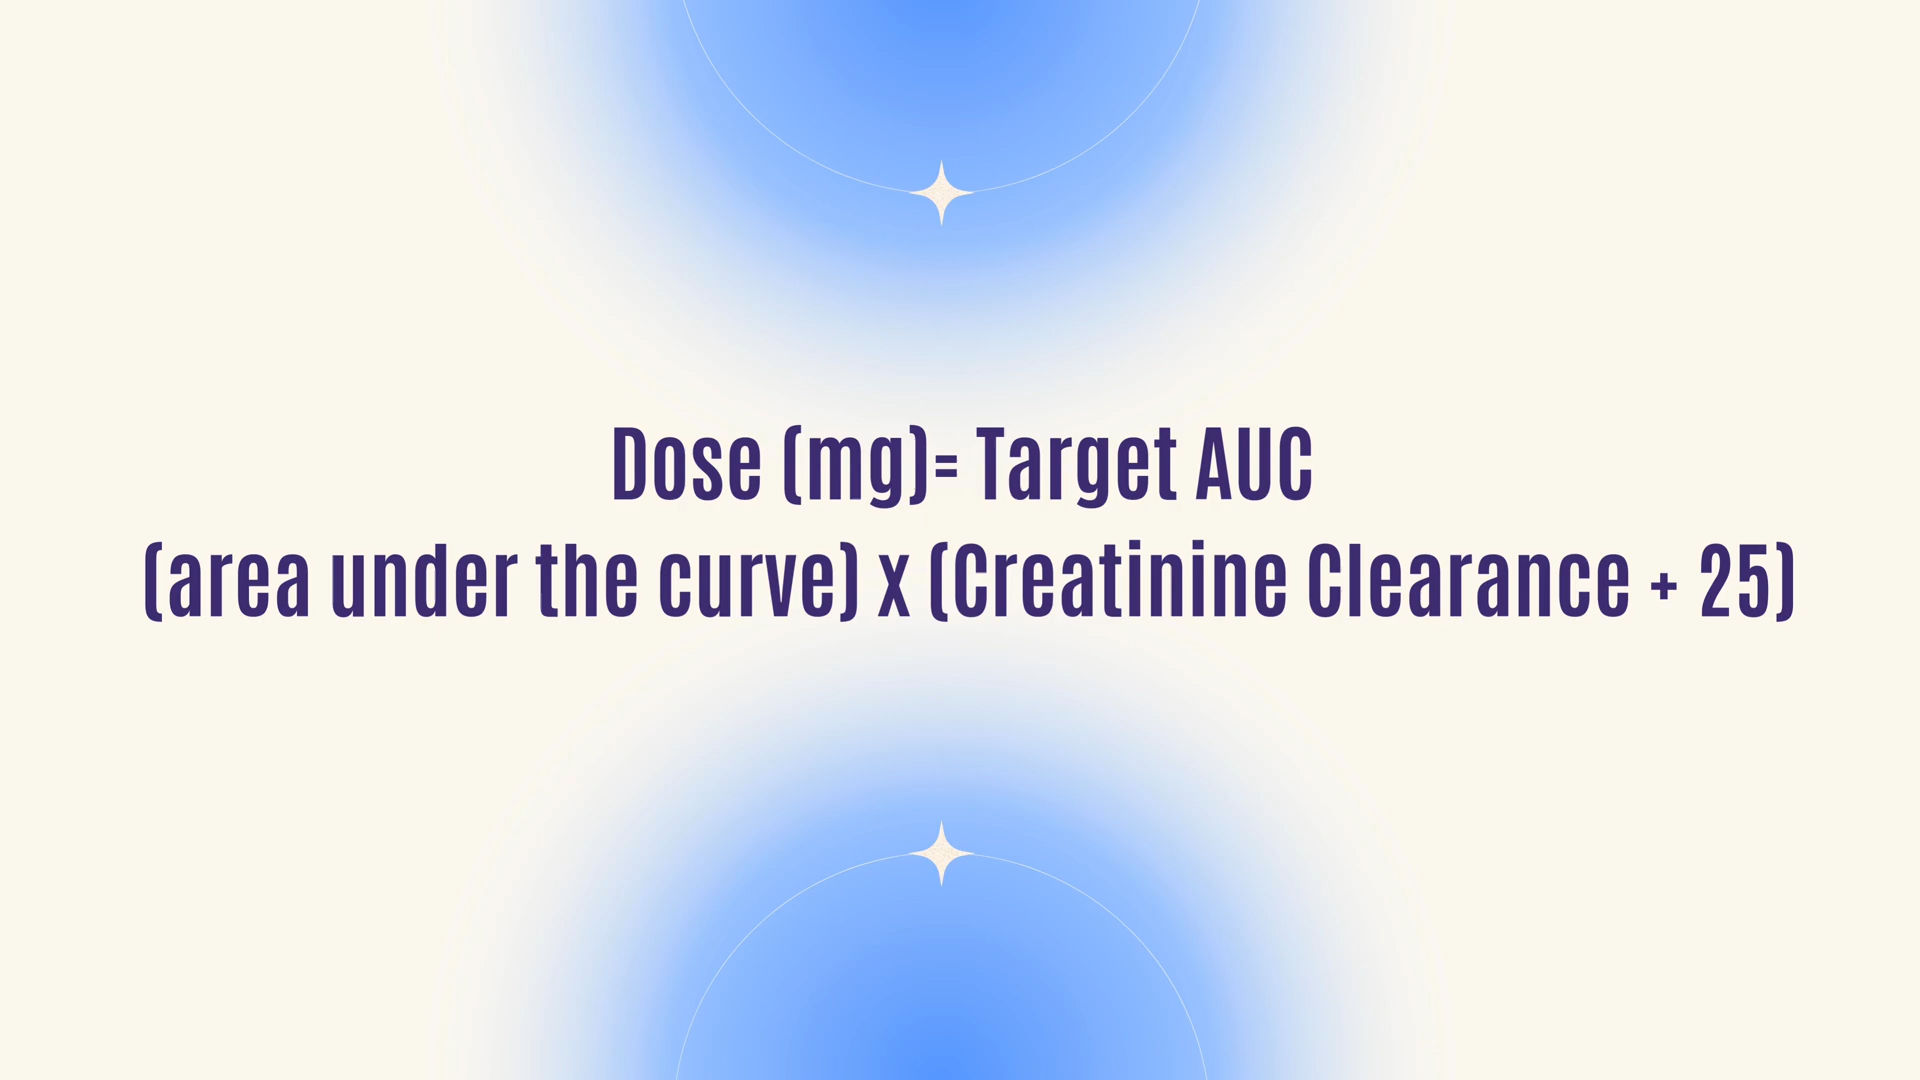 Dose (mg)= Target AUC
(area under the curve) x (Creatinine Clearance + 25)